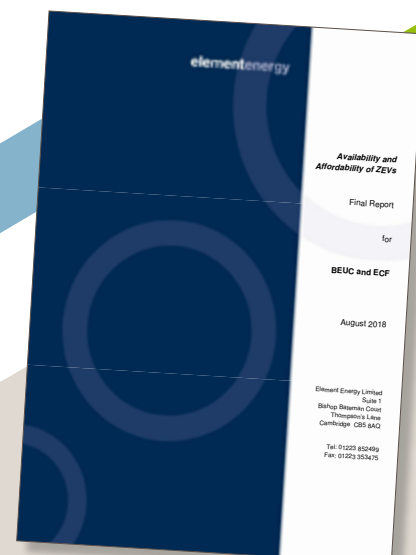 elementenergy
Availability and
Affordability of ZEVs
Final Report
for
BEUC and ECF
August 2018
Element Energy Limited
Suite 1
Bishop Bateman Court
Thompson's Lane
Cambridge CB5 8AQ
Tel: 01223 852499
Fax: 01223 353475